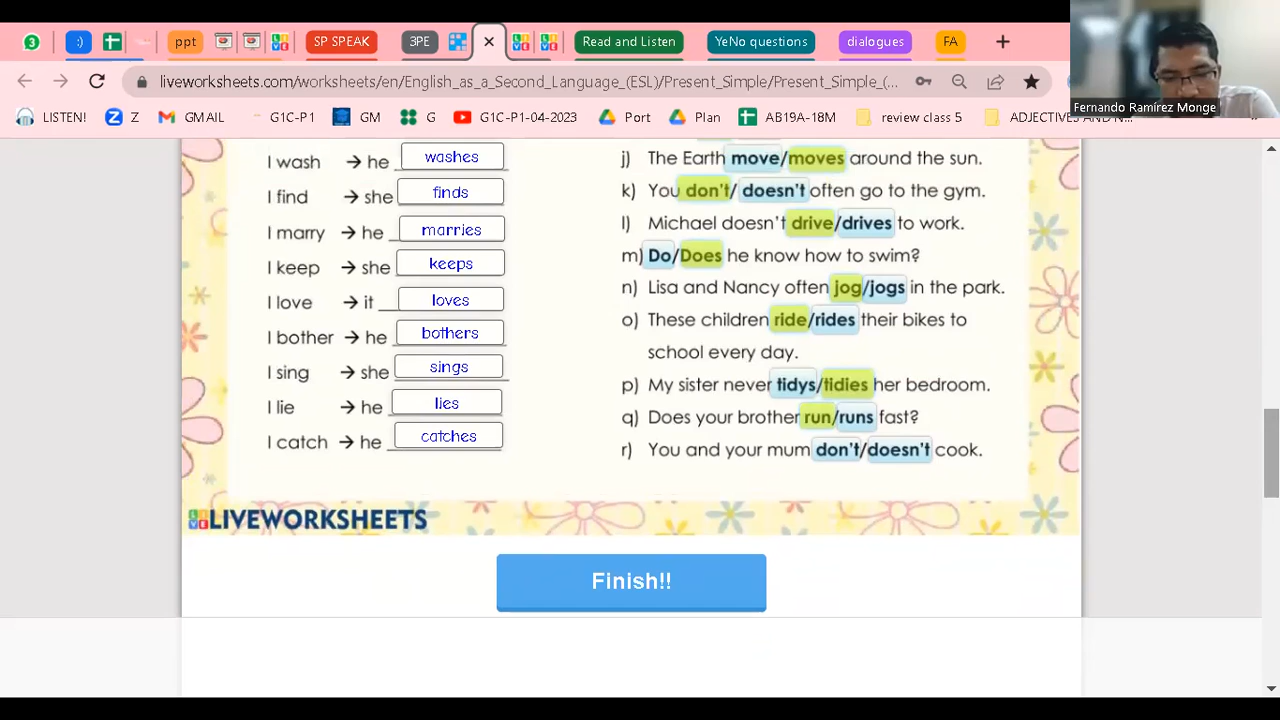 ppt
SP SPEAK
3PE
Read and Listen
YeNo questions
dialogues
FA
liveworksheets.com/worksheets/en/English_as_a_Second_Language_(ESL)/Present_Simple/Present_Simple_(...
Fernando Ramírez Monge
LISTEN!
Z
GMAIL
G1C-P1
GM
G
G1C-P1-04-2023
Port
Plan
AB19A-18M
review class 5
I wash → he washes
I find → she finds
I marry → he marries
I keep → she keeps
I love → it loves
I bother → he bothers
I sing → she sings
I lie → he lies
I catch → he catches
j) The Earth move/moves around the sun.
k) You don't/ doesn't often go to the gym.
l) Michael doesn't drive/drives to work.
m) Do/Does he know how to swim?
n) Lisa and Nancy often jog/jogs in the park.
o) These children ride/rides their bikes to
school every day.
p) My sister never tidys/tidies her bedroom.
q) Does your brother run/runs fast?
r) You and your mum don't/doesn't cook.
LIVEWORKSHEETS
Finish!!